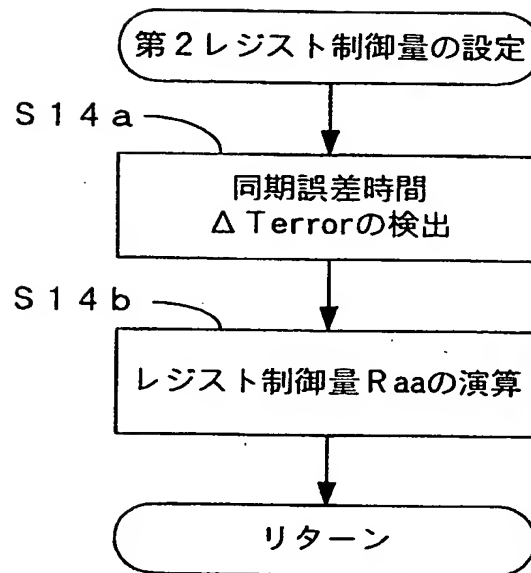 第2レジスト制御量の設定
S14a
同期誤差時間
ΔTerrorの検出
S14b
レジスト制御量Raaの演算
リターン